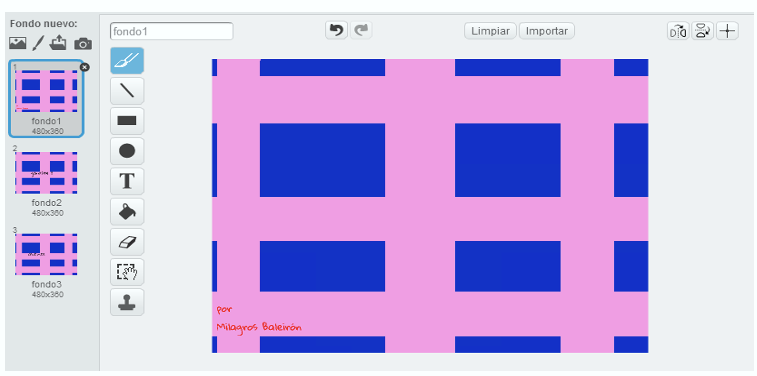 Fondo nuevo:
fondo1
Limpiar
Importar
1
fondo1
480x360
2
fondo2
480x360
3
fondo3
480x360
T
por
Milagros Baleirón